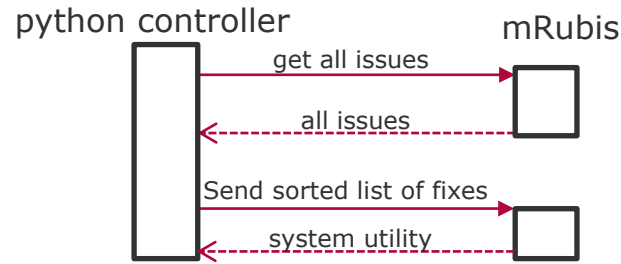 python controller
mRubis
get all issues
all issues
Send sorted list of fixes
system utility